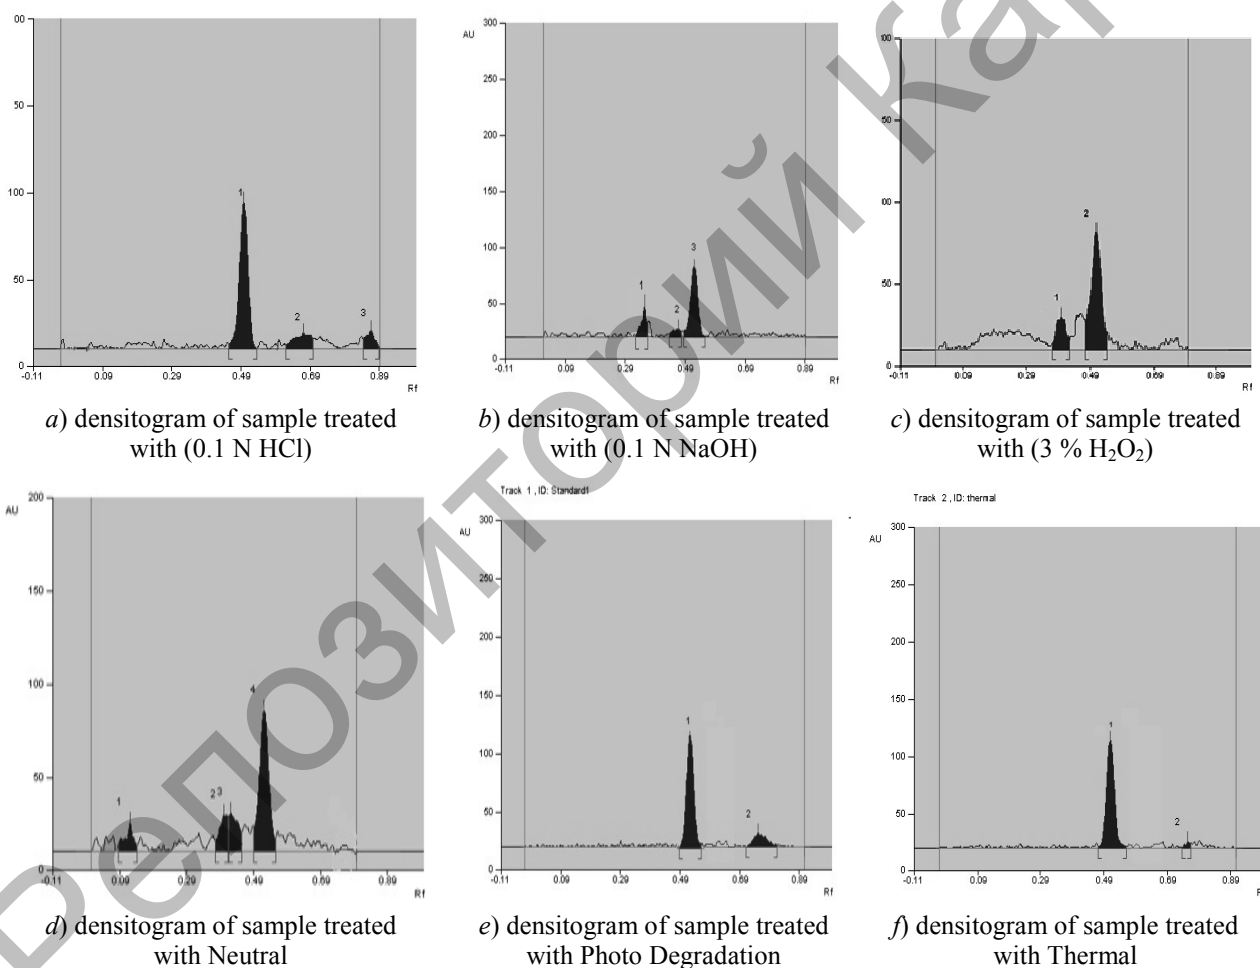 00
50
100
50
0
-0.11 0.09 0.29 0.49 0.69 0.89
Rf
1
2
3
a) densitogram of sample treated
with (0.1 N HCl)
AU
300
250
200
150
100
50
0
-0.11 0.09 0.29 0.49 0.69 0.89
Rf
1
2
3
b) densitogram of sample treated
with (0.1 N NaOH)
00
50
00
50
0
-0.11 0.09 0.29 0.49 0.69 0.89
Rf
1
2
c) densitogram of sample treated
with (3 % H₂O₂)
AU
200
150
100
50
0
-0.11 0.09 0.29 0.49 0.69 0.89
Rf
1
2 3
4
d) densitogram of sample treated
with Neutral
Track 1 , ID: Standard1
AU
300
250
200
150
100
50
0
-0.11 0.09 0.29 0.49 0.69 0.89
Rf
1
2
e) densitogram of sample treated
with Photo Degradation
Track 2 , ID: thermal
AU
300
250
200
150
100
50
0
-0.11 0.09 0.29 0.49 0.69 0.89
1
2
f) densitogram of sample treated
with Thermal
Репозиторий Кар